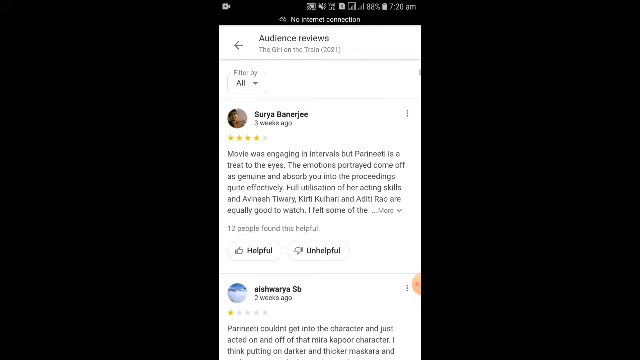 88% 7:20 am
No internet connection
Audience reviews
The Girl on the Train (2021)
Filter by
All
Surya Banerjee
3 weeks ago
Movie was engaging in intervals but Parineeti is a
treat to the eyes. The emotions portrayed come off
as genuine and absorb you into the proceedings
quite effectively. Full utilisation of her acting skills
and Avinash Tiwary, Kirti Kulhari and Aditi Rao are
equally good to watch. I felt some of the ...More
12 people found this helpful.
Helpful Unhelpful
aishwarya Sb
2 weeks ago
Parineeti couldnt get into the character and just
acted on and off of that mira kapoor character. I
think putting on darker and thicker maskara and